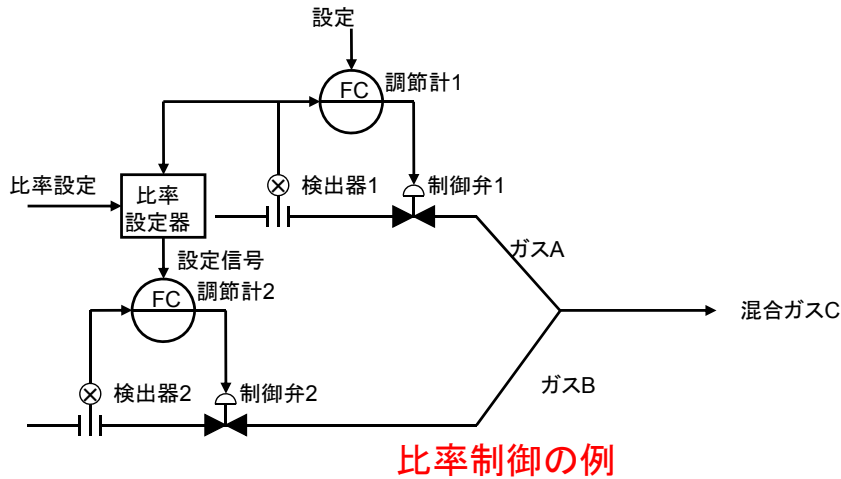 設定
FC
調節計1
比率設定
比率
設定器
検出器1
制御弁1
ガスA
設定信号
FC
調節計2
混合ガスC
検出器2
制御弁2
ガスB
比率制御の例